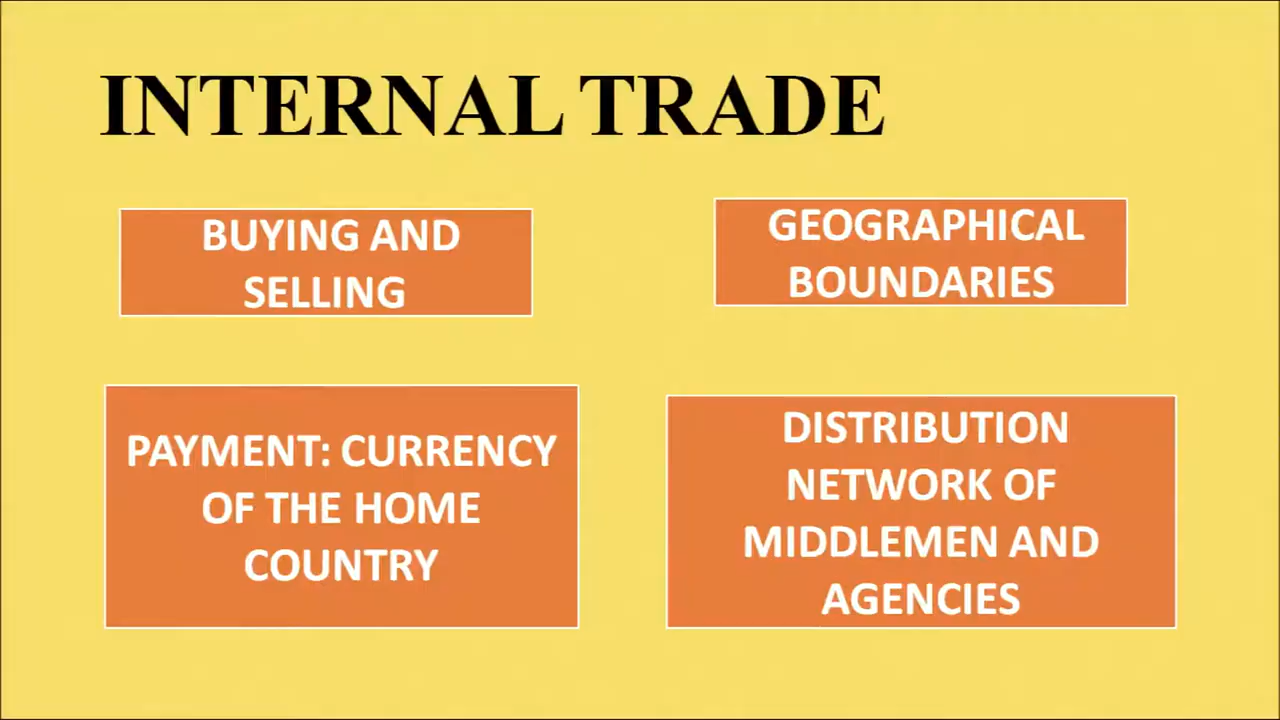 INTERNAL TRADE
BUYING AND
SELLING
GEOGRAPHICAL
BOUNDARIES
PAYMENT: CURRENCY
OF THE HOME
COUNTRY
DISTRIBUTION
NETWORK OF
MIDDLEMEN AND
AGENCIES